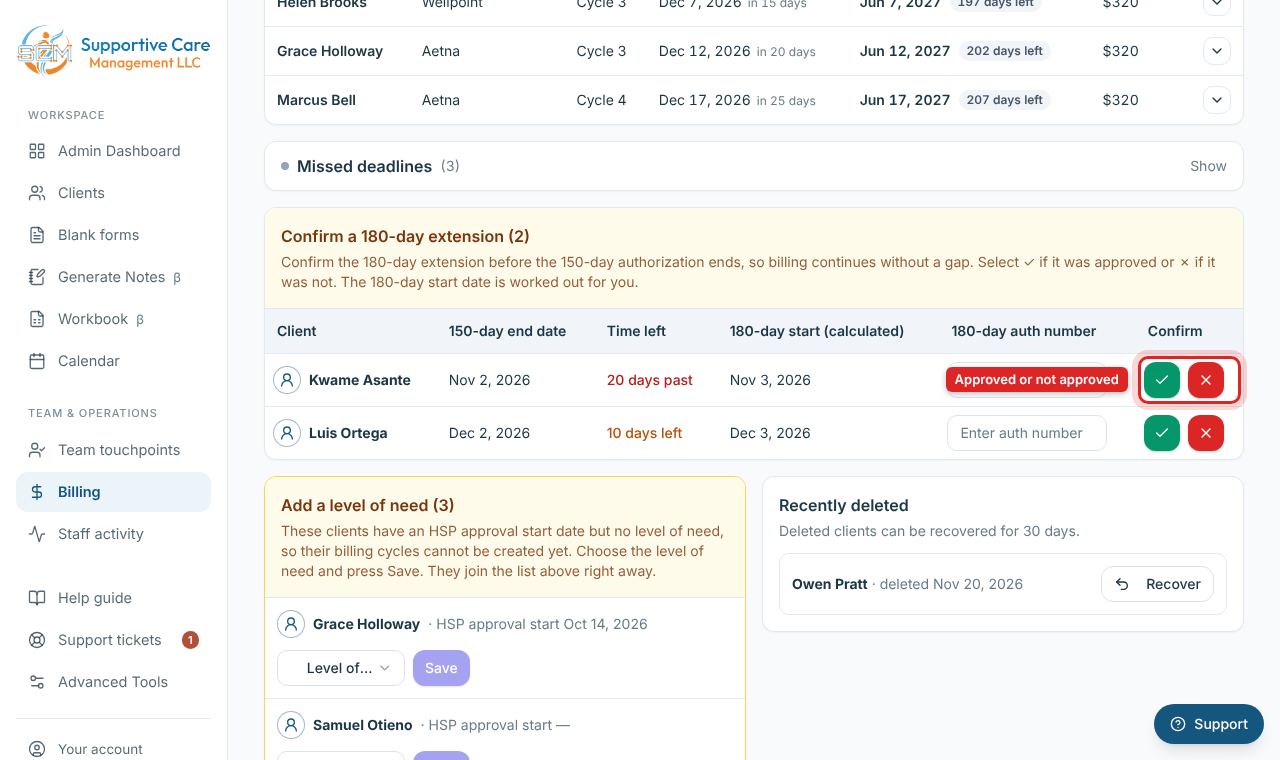 Supportive Care
Management LLC
WORKSPACE
Admin Dashboard
Clients
Blank forms
Generate Notes β
Workbook β
Calendar
TEAM & OPERATIONS
Team touchpoints
Billing
Staff activity
Help guide
Support tickets 1
Advanced Tools
Your account
Helen Brooks Wellpoint Cycle 3 Dec 7, 2026 in 15 days Jun 7, 2027 197 days left $320
Grace Holloway Aetna Cycle 3 Dec 12, 2026 in 20 days Jun 12, 2027 202 days left $320
Marcus Bell Aetna Cycle 4 Dec 17, 2026 in 25 days Jun 17, 2027 207 days left $320
Missed deadlines (3) Show
Confirm a 180-day extension (2)
Confirm the 180-day extension before the 150-day authorization ends, so billing continues without a gap. Select ✓ if it was approved or × if it
was not. The 180-day start date is worked out for you.
Client 150-day end date Time left 180-day start (calculated) 180-day auth number Confirm
Kwame Asante Nov 2, 2026 20 days past Nov 3, 2026 Approved or not approved
Luis Ortega Dec 2, 2026 10 days left Dec 3, 2026 Enter auth number
Add a level of need (3)
These clients have an HSP approval start date but no level of need,
so their billing cycles cannot be created yet. Choose the level of
need and press Save. They join the list above right away.
Grace Holloway · HSP approval start Oct 14, 2026
Level of... Save
Samuel Otieno · HSP approval start —
Recently deleted
Deleted clients can be recovered for 30 days.
Owen Pratt · deleted Nov 20, 2026 Recover
Support